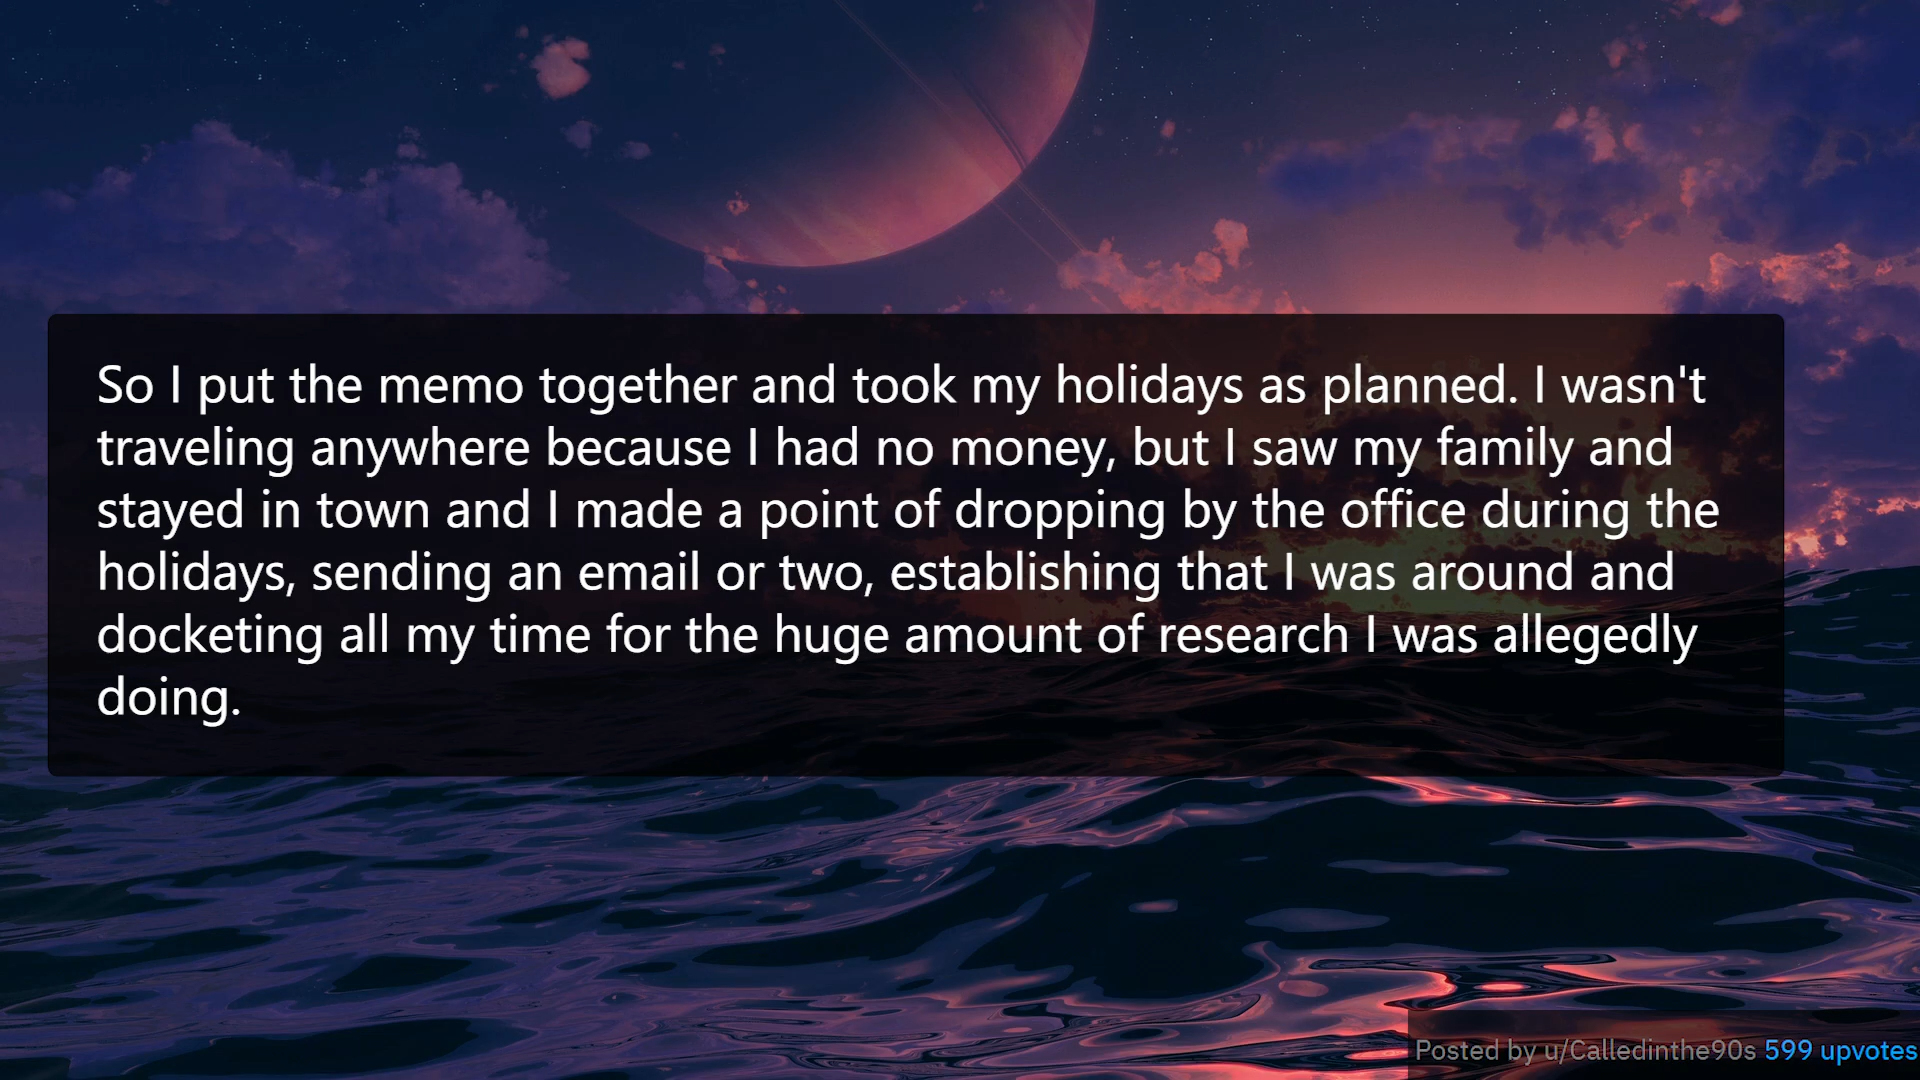 So I put the memo together and took my holidays as planned. I wasn't
traveling anywhere because I had no money, but I saw my family and
stayed in town and I made a point of dropping by the office during the
holidays, sending an email or two, establishing that I was around and
docketing all my time for the huge amount of research I was allegedly
doing.
Posted by u/Calledinthe90s 599 upvotes